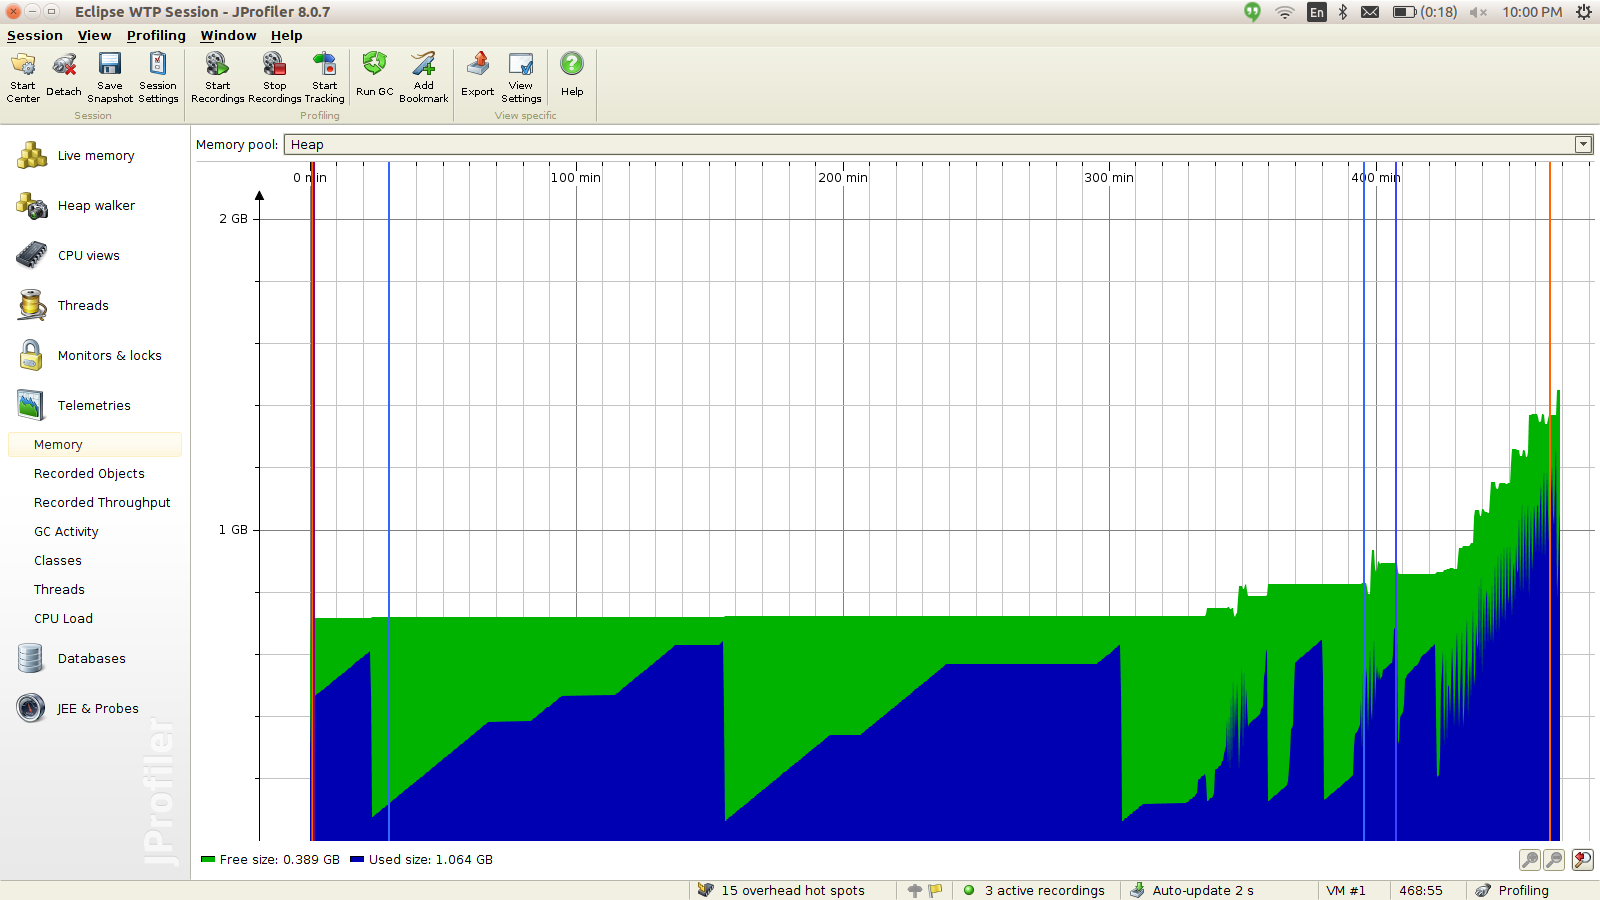 Eclipse WTP Session - JProfiler 8.0.7
En
(0:18)
10:00 PM
Session View Profiling Window Help
Start Center
Detach
Save Snapshot
Session Settings
Start Recordings
Stop Recordings
Start Tracking
Run GC
Add Bookmark
Export
View Settings
Help
Session
Profiling
View specific
Live memory
Heap walker
CPU views
Threads
Monitors & locks
Telemetries
Memory
Recorded Objects
Recorded Throughput
GC Activity
Classes
Threads
CPU Load
Databases
JEE & Probes
JProfiler
Memory pool: Heap
0 min 100 min 200 min 300 min 400 min
2 GB
1 GB
Free size: 0.389 GB Used size: 1.064 GB
15 overhead hot spots
3 active recordings
Auto-update 2 s
VM #1
468:55
Profiling